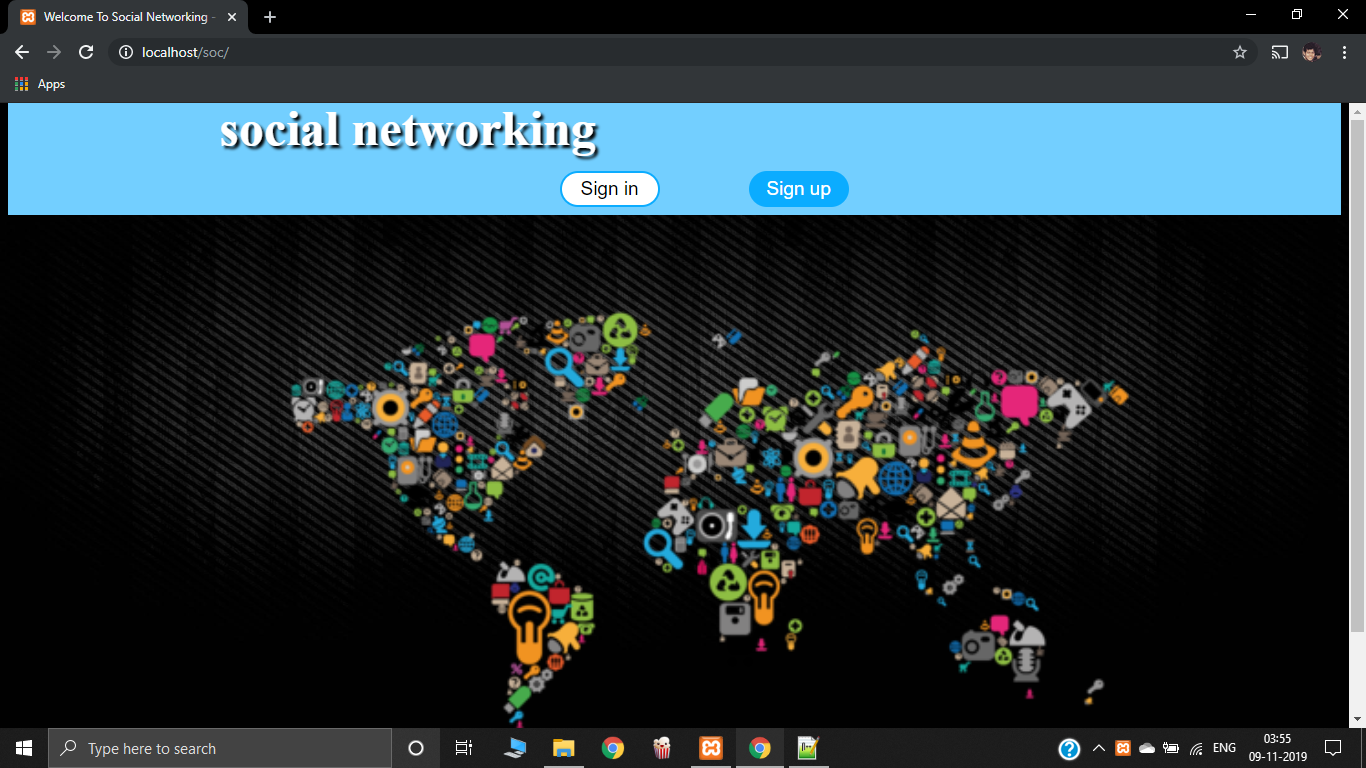 Welcome To Social Networking -
localhost/soc/
Apps
social networking
Sign in
Sign up
Type here to search
ENG
03:55
09-11-2019